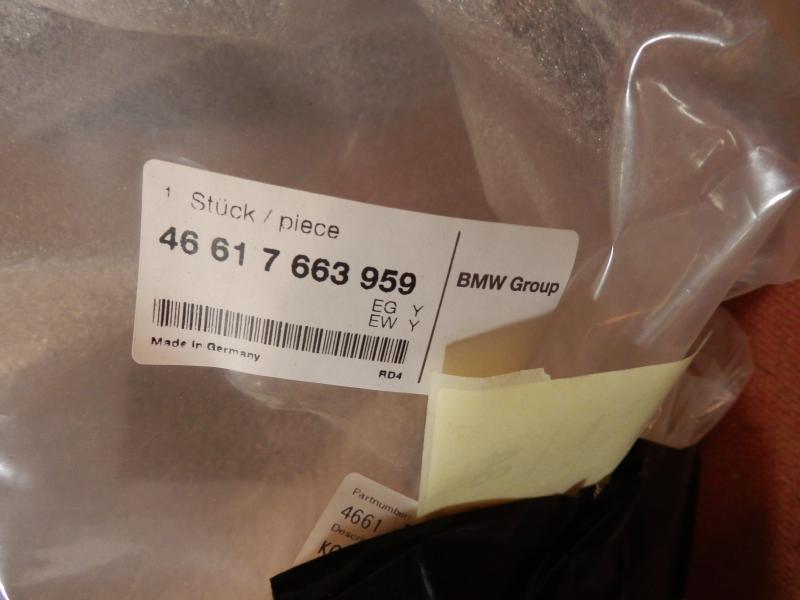 1 Stück / piece
46 61 7 663 959
EG Y
EW Y
Made in Germany
RD4
BMW Group
Partnumber
4661